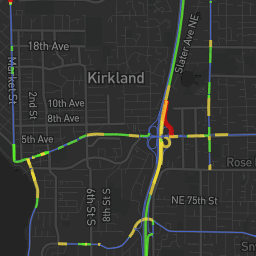 18th Ave
Slater Ave NE
Market St
Kirkland
2nd St
10th Ave
8th Ave
5th Ave
Rose
6th St S
S 8th St
NE 75th St
Sm